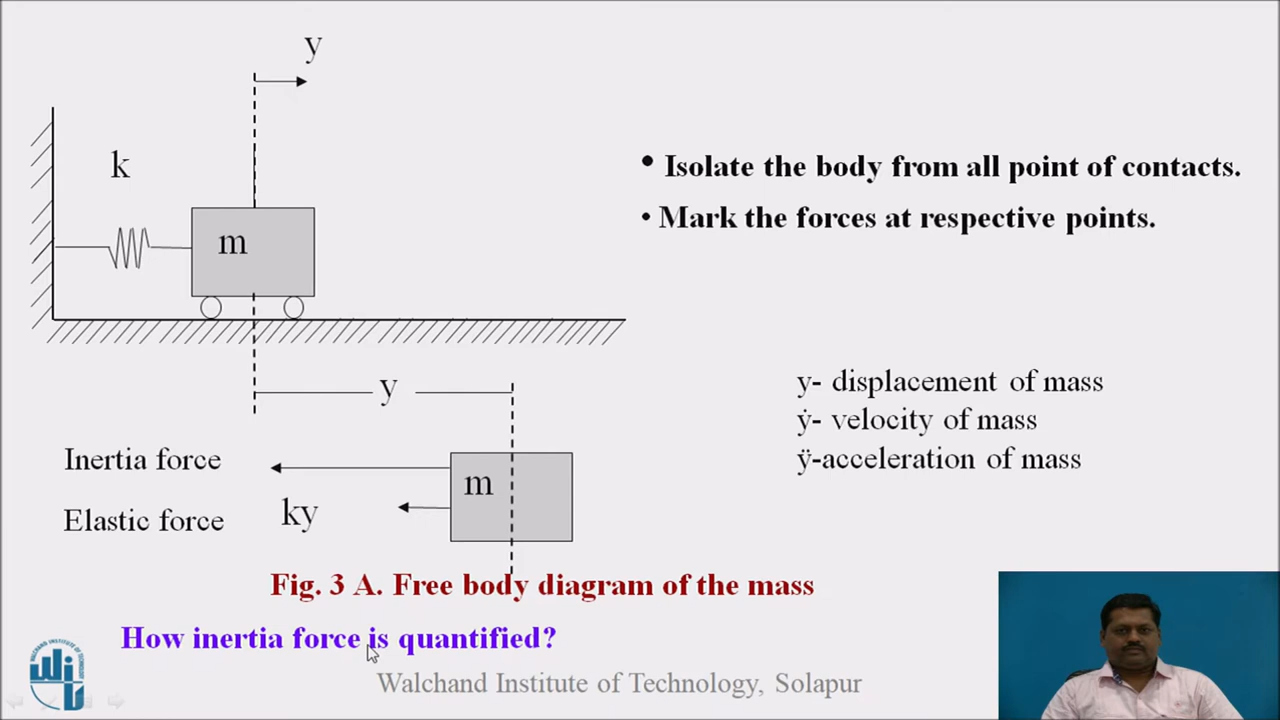 y
k
• Isolate the body from all point of contacts.
m
• Mark the forces at respective points.
y
y- displacement of mass
ẏ- velocity of mass
ÿ-acceleration of mass
Inertia force
m
Elastic force
ky
Fig. 3 A. Free body diagram of the mass
How inertia force is quantified?
Walchand Institute of Technology, Solapur